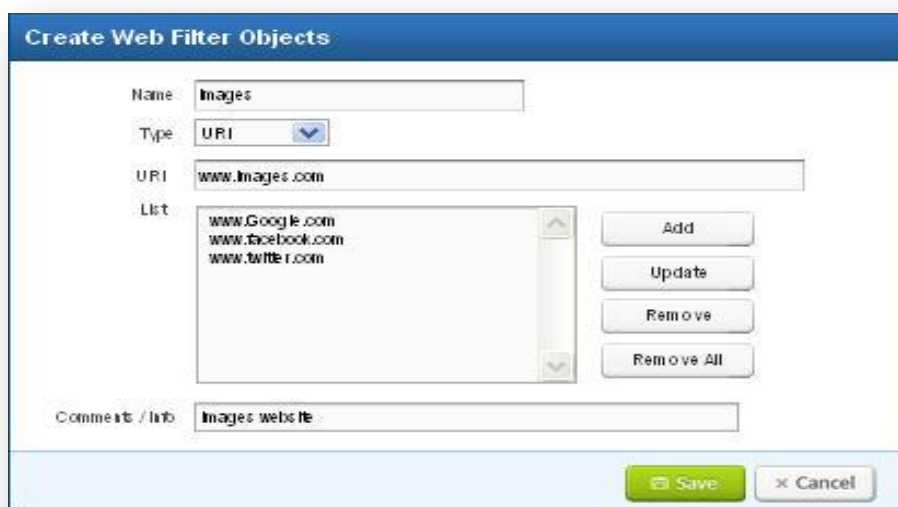 Create Web Filter Objects
Name Images
Type URI
URI www.Images.com
List
www.Google.com
www.facebook.com
www.twitter.com
Add
Update
Remove
Remove All
Comments / Info Images website
Save × Cancel